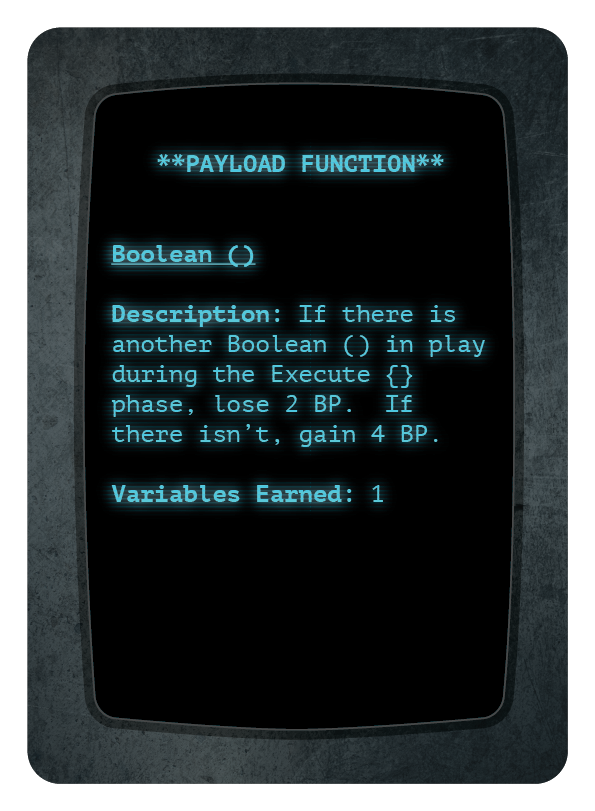 **PAYLOAD FUNCTION**
Boolean ()
Description: If there is
another Boolean () in play
during the Execute {}
phase, lose 2 BP.  If
there isn’t, gain 4 BP.
Variables Earned: 1